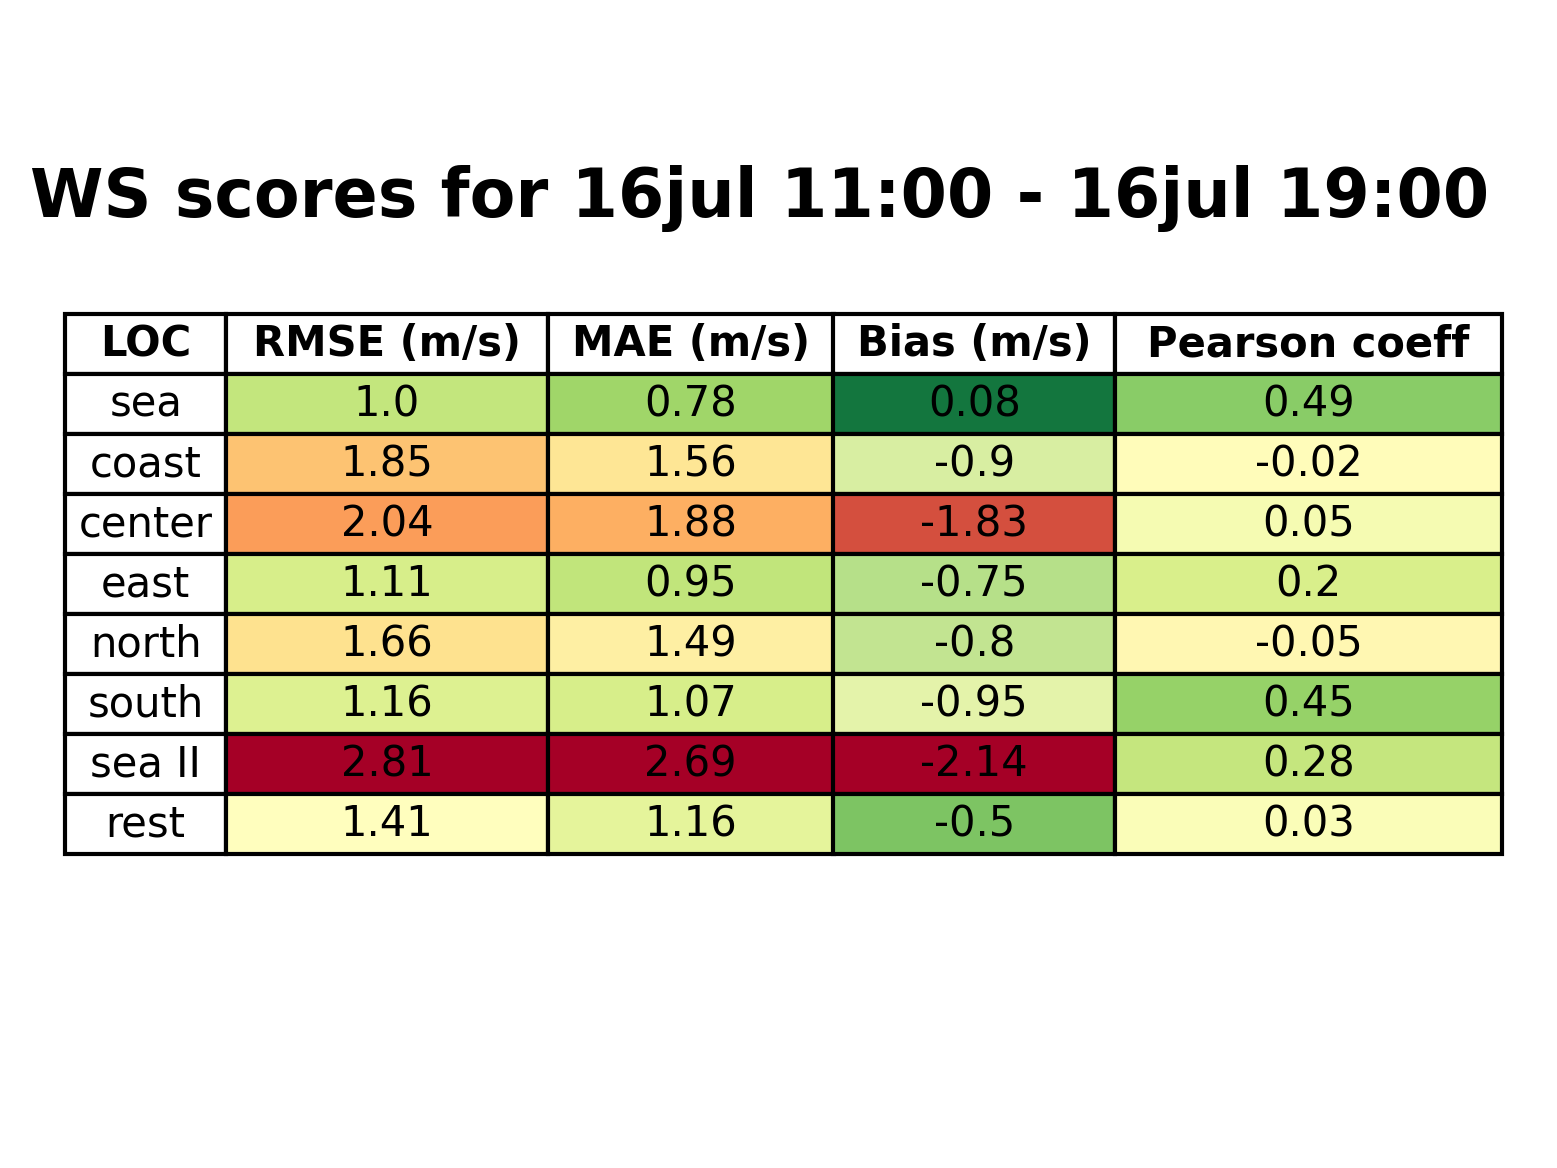 WS scores for 16jul 11:00 - 16jul 19:00
LOC RMSE (m/s) MAE (m/s) Bias (m/s) Pearson coeff
sea 1.0 0.78 0.08 0.49
coast 1.85 1.56 -0.9 -0.02
center 2.04 1.88 -1.83 0.05
east 1.11 0.95 -0.75 0.2
north 1.66 1.49 -0.8 -0.05
south 1.16 1.07 -0.95 0.45
sea II 2.81 2.69 -2.14 0.28
rest 1.41 1.16 -0.5 0.03